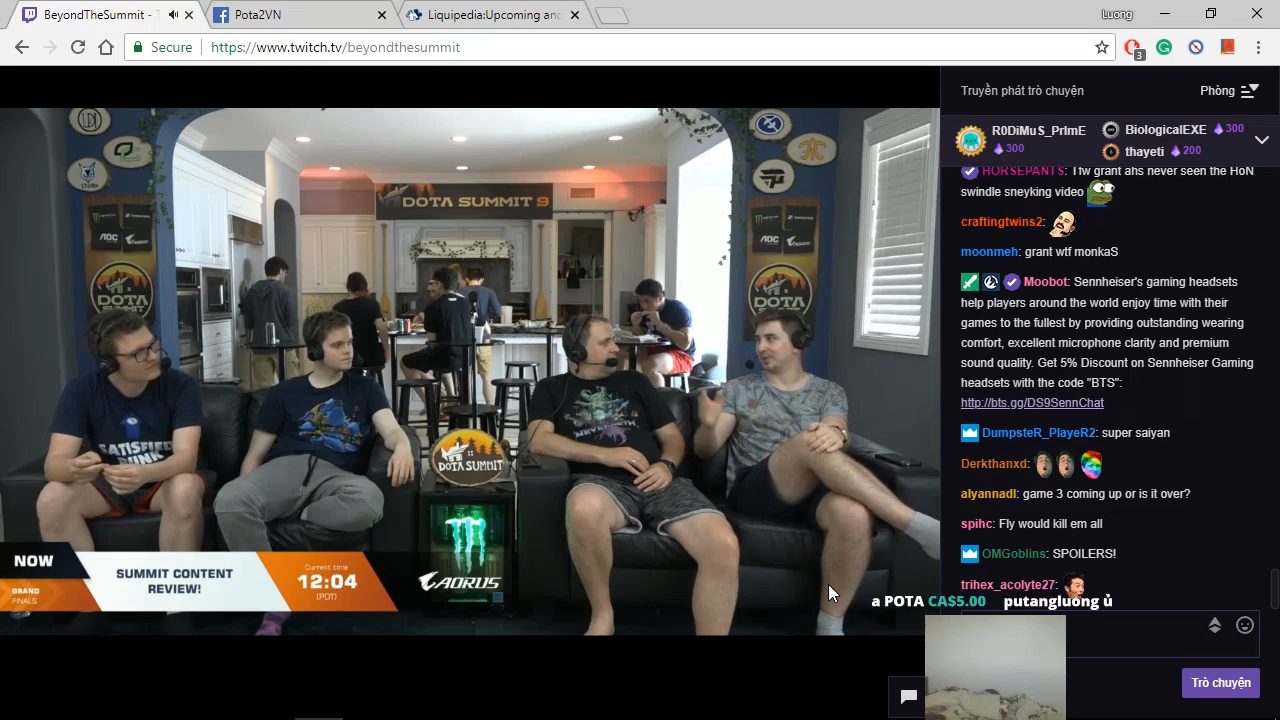 BeyondTheSummit - T
Pota2VN
Liquipedia:Upcoming and
Luong
Secure
https://www.twitch.tv/beyondthesummit
3
Truyền phát trò chuyện
Phòng
R0DiMuS_PrImE
300
BiologicalEXE 300
thayeti 200
HORSEPANTS: Tfw grant ahs never seen the HoN
swindle sneyking video
craftingtwins2:
moonmeh: grant wtf monkaS
Moobot: Sennheiser's gaming headsets
help players around the world enjoy time with their
games to the fullest by providing outstanding wearing
comfort, excellent microphone clarity and premium
sound quality. Get 5% Discount on Sennheiser Gaming
headsets with the code "BTS":
http://bts.gg/DS9SennChat
DumpsteR_PlayeR2: super saiyan
Derkthanxd:
alyannadl: game 3 coming up or is it over?
spihc: Fly would kill em all
OMGoblins: SPOILERS!
trihex_acolyte27:
a POTA CA$5.00 putangluong ủ
Trò chuyện
DOTA SUMMIT 9
OPTIC
STORM
AOC
AOC
DOTA
SUMMIT
DOTA
SUMMIT
SATISFIED
DOTA SUMMIT
AORUS
NOW
GRAND
FINALS
SUMMIT CONTENT
REVIEW!
Current time
12:04
(PDT)